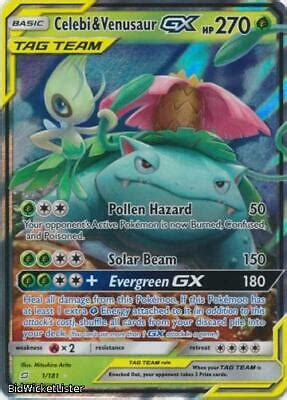 BASIC
Celebi&Venusaur GX HP270
TAG TEAM
Pollen Hazard 50
Your opponent's Active Pokémon is now Burned, Confused,
and Poisoned.
Solar Beam 150
+ Evergreen GX 180
Heal all damage from this Pokémon. If this Pokémon has
at least 1 extra Energy attached to it (in addition to this
attack's cost), shuffle all cards from your discard pile into
your deck. (You can't use more than 1 GX attack in a game.)
weakness ×2 resistance retreat
TAG TEAM rule
When your TAG TEAM is
Knocked Out, your opponent takes 3 Prize cards.
Illus. Mitsuhiro Arita
1/181
BidWicketLister